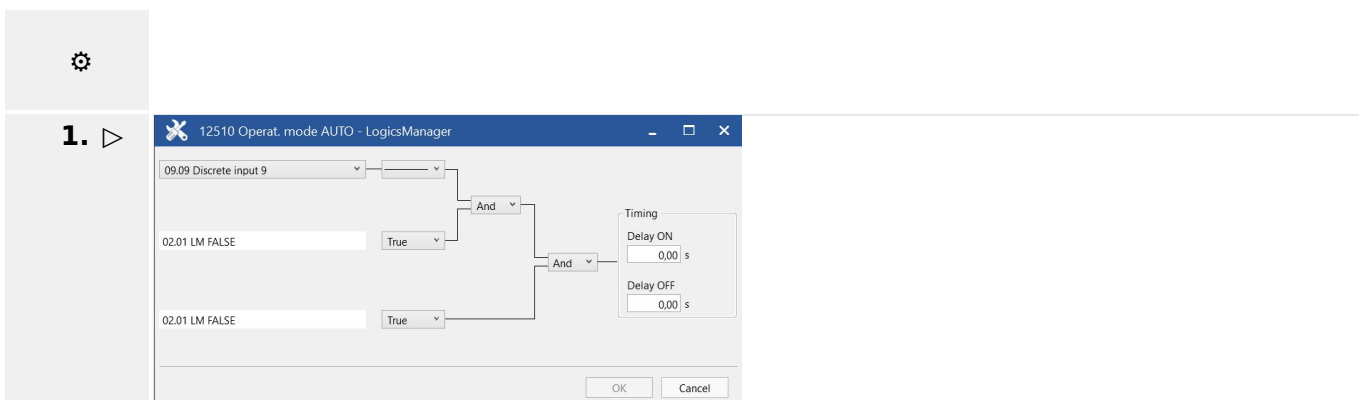 1.
12510 Operat. mode AUTO - LogicsManager
09.09 Discrete input 9
And
Timing
02.01 LM FALSE True
Delay ON
0,00 s
And
Delay OFF
0,00 s
02.01 LM FALSE True
OK Cancel